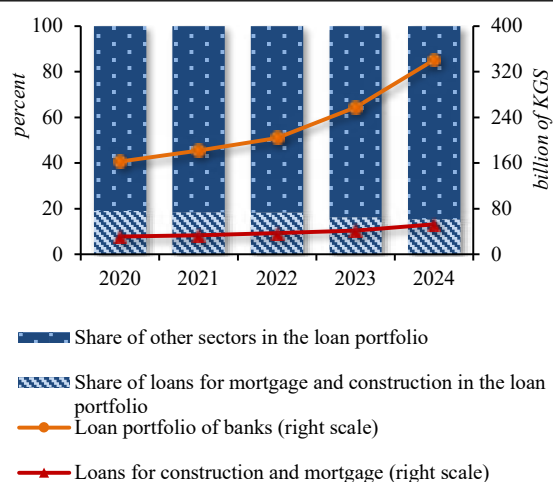 100 400
80 320
60 240
40 160
20 80
0 0
percent
billion of KGS
2020 2021 2022 2023 2024
Share of other sectors in the loan portfolio
Share of loans for mortgage and construction in the loan
portfolio
Loan portfolio of banks (right scale)
Loans for construction and mortgage (right scale)